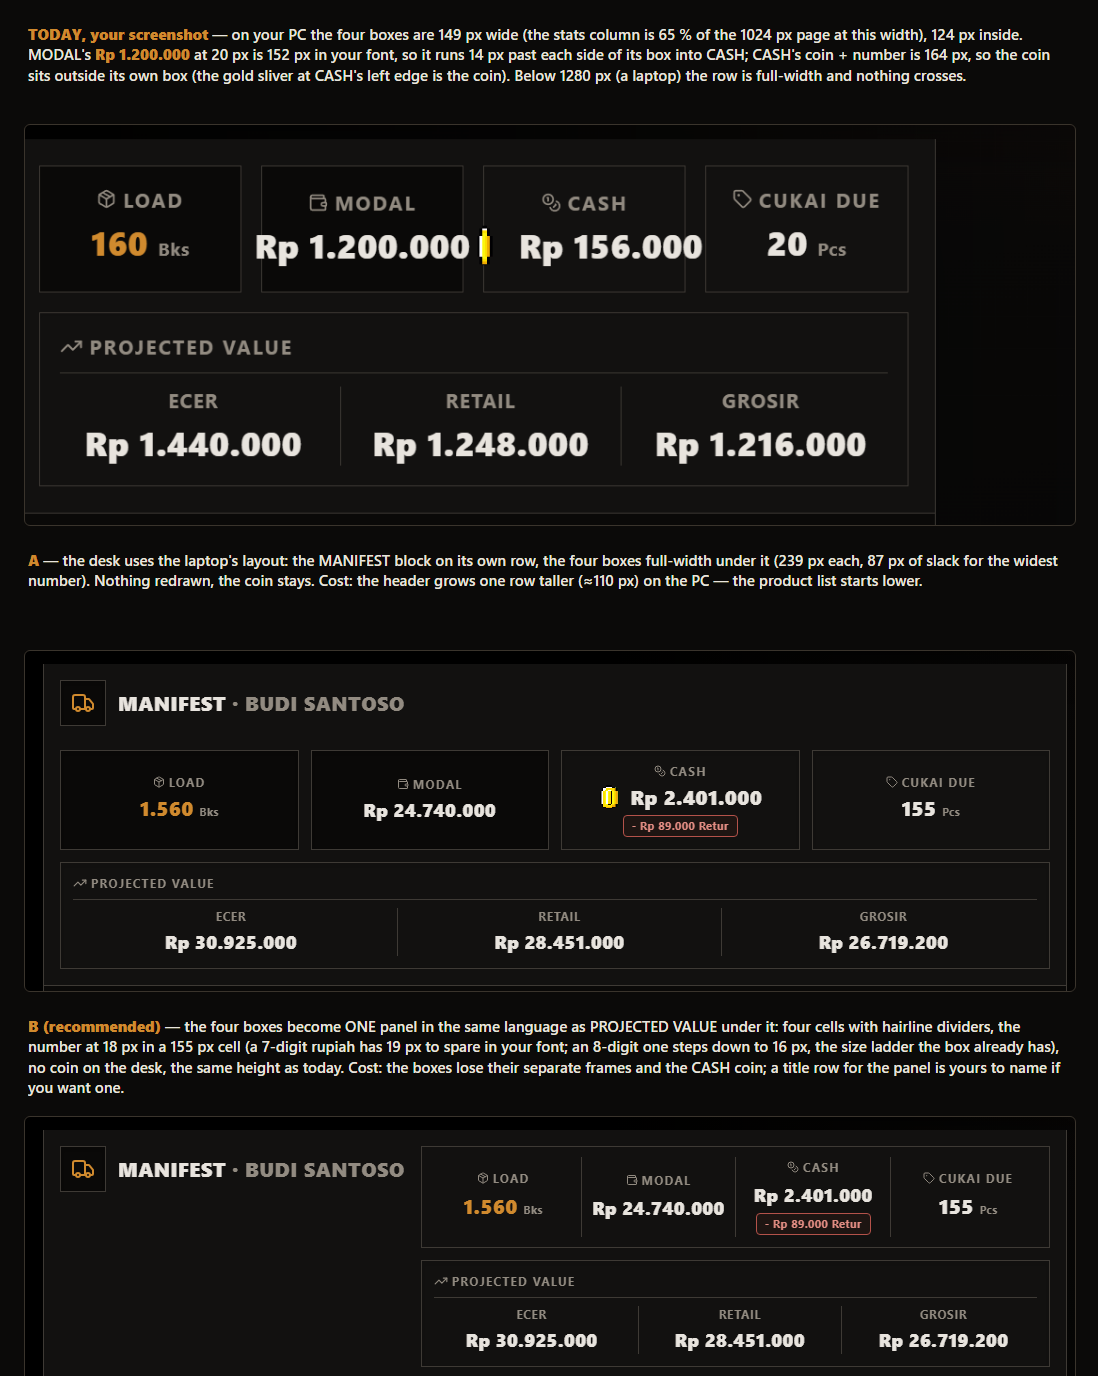 TODAY, your screenshot — on your PC the four boxes are 149 px wide (the stats column is 65 % of the 1024 px page at this width), 124 px inside.
MODAL's Rp 1.200.000 at 20 px is 152 px in your font, so it runs 14 px past each side of its box into CASH; CASH's coin + number is 164 px, so the coin
sits outside its own box (the gold sliver at CASH's left edge is the coin). Below 1280 px (a laptop) the row is full-width and nothing crosses.
LOAD
160 Bks
MODAL
Rp 1.200.000
CASH
Rp 156.000
CUKAI DUE
20 Pcs
PROJECTED VALUE
ECER
Rp 1.440.000
RETAIL
Rp 1.248.000
GROSIR
Rp 1.216.000
A — the desk uses the laptop's layout: the MANIFEST block on its own row, the four boxes full-width under it (239 px each, 87 px of slack for the widest
number). Nothing redrawn, the coin stays. Cost: the header grows one row taller (≈110 px) on the PC — the product list starts lower.
MANIFEST · BUDI SANTOSO
LOAD
1.560 Bks
MODAL
Rp 24.740.000
CASH
Rp 2.401.000
- Rp 89.000 Retur
CUKAI DUE
155 Pcs
PROJECTED VALUE
ECER
Rp 30.925.000
RETAIL
Rp 28.451.000
GROSIR
Rp 26.719.200
B (recommended) — the four boxes become ONE panel in the same language as PROJECTED VALUE under it: four cells with hairline dividers, the
number at 18 px in a 155 px cell (a 7-digit rupiah has 19 px to spare in your font; an 8-digit one steps down to 16 px, the size ladder the box already has),
no coin on the desk, the same height as today. Cost: the boxes lose their separate frames and the CASH coin; a title row for the panel is yours to name if
you want one.
MANIFEST · BUDI SANTOSO
LOAD
1.560 Bks
MODAL
Rp 24.740.000
CASH
Rp 2.401.000
- Rp 89.000 Retur
CUKAI DUE
155 Pcs
PROJECTED VALUE
ECER
Rp 30.925.000
RETAIL
Rp 28.451.000
GROSIR
Rp 26.719.200